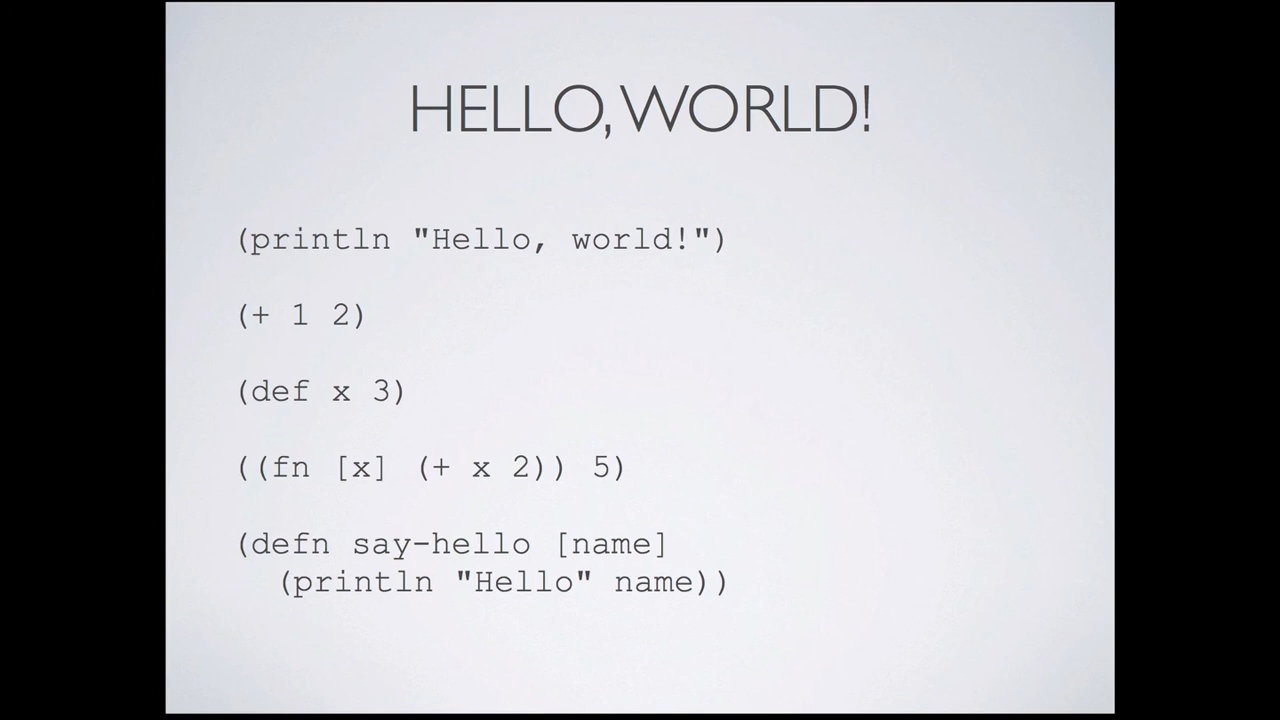 HELLO, WORLD!
(println "Hello, world!")
(+ 1 2)
(def x 3)
((fn [x] (+ x 2)) 5)
(defn say-hello [name]
(println "Hello" name))